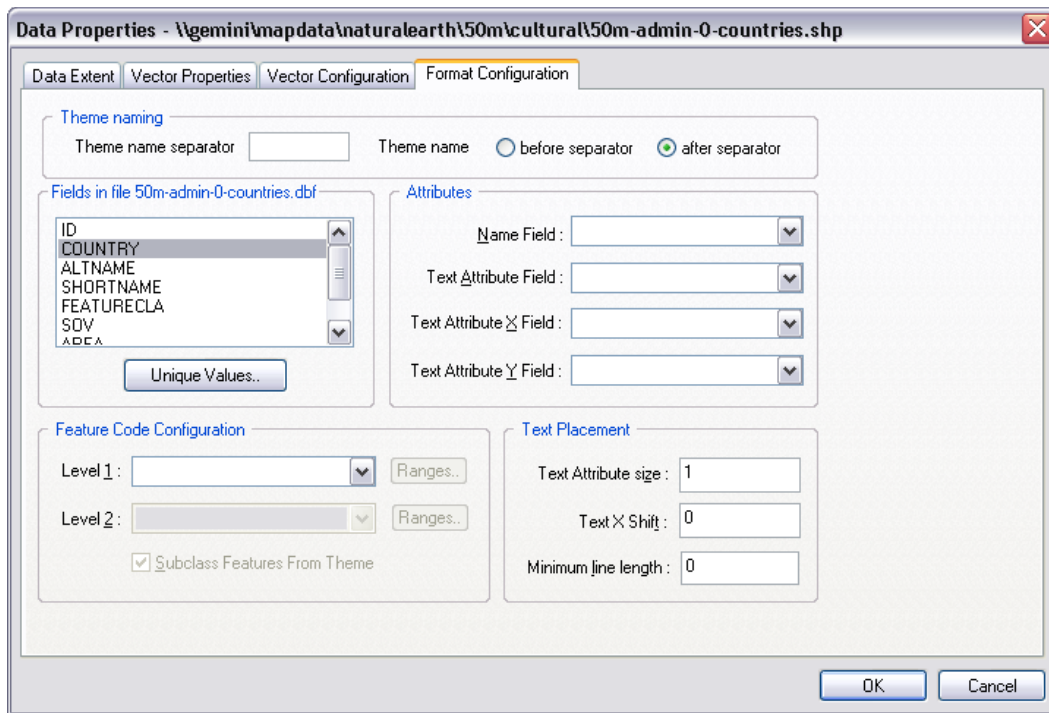 Data Properties - \\gemini\mapdata\naturalearth\50m\cultural\50m-admin-0-countries.shp
Data Extent Vector Properties Vector Configuration Format Configuration
Theme naming
Theme name separator Theme name before separator after separator
Fields in file 50m-admin-0-countries.dbf
ID
COUNTRY
ALTNAME
SHORTNAME
FEATURECLA
SOV
AREA
Unique Values..
Attributes
Name Field :
Text Attribute Field :
Text Attribute X Field :
Text Attribute Y Field :
Feature Code Configuration
Level 1 : Ranges..
Level 2 : Ranges..
Subclass Features From Theme
Text Placement
Text Attribute size : 1
Text X Shift : 0
Minimum line length : 0
OK Cancel